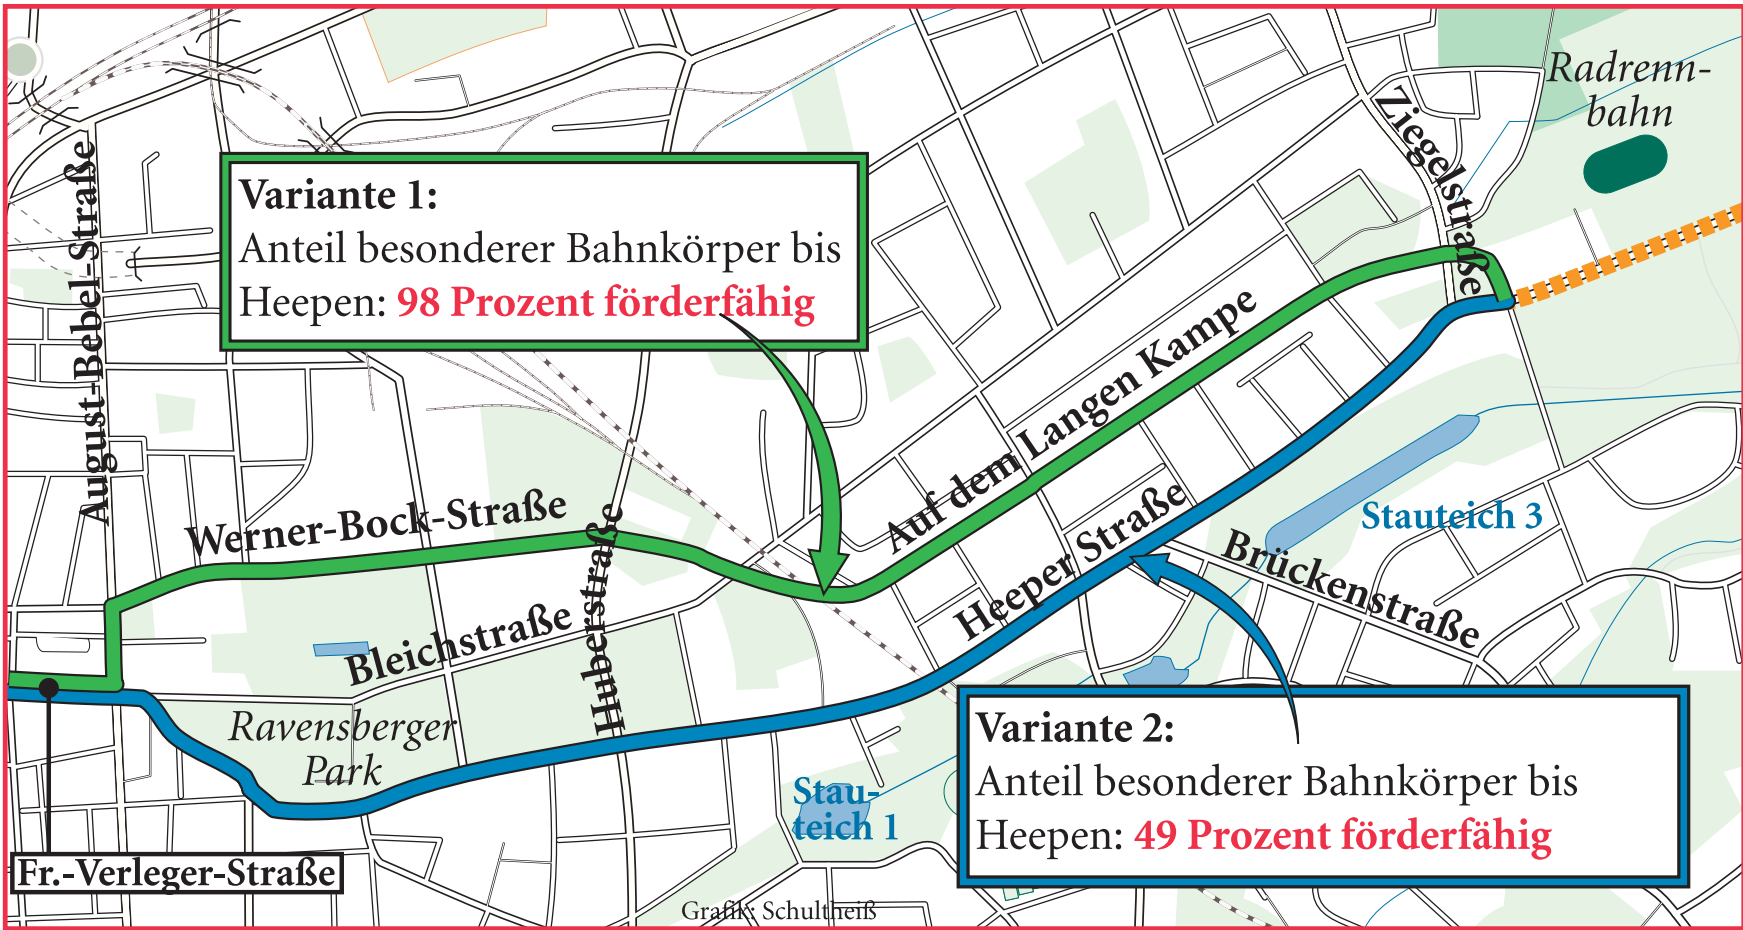 Radrenn-
bahn
Ziegelstraße
August-Bebel-Straße
Variante 1:
Anteil besonderer Bahnkörper bis
Heepen: 98 Prozent förderfähig
Auf dem Langen Kampe
Werner-Bock-Straße
Huberstraße
Heeper Straße
Stauteich 3
Brückenstraße
Bleichstraße
Ravensberger
Park
Variante 2:
Anteil besonderer Bahnkörper bis
Heepen: 49 Prozent förderfähig
Stau-
teich 1
Fr.-Verleger-Straße
Grafik: Schultheiß